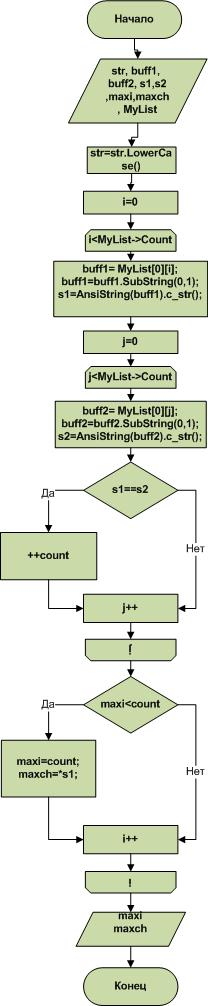 Начало
str, buff1,
buff2, s1,s2
,maxi,maxch
, MyList
str=str.LowerCa
se()
i=0
i<MyList->Count
buff1= MyList[0][i];
buff1=buff1.SubString(0,1);
s1=AnsiString(buff1).c_str();
j=0
j<MyList->Count
buff2= MyList[0][j];
buff2=buff2.SubString(0,1);
s2=AnsiString(buff2).c_str();
s1==s2
Да
Нет
++count
j++
maxi<count
Да
Нет
maxi=count;
maxch=*s1;
i++
maxi
maxch
Конец